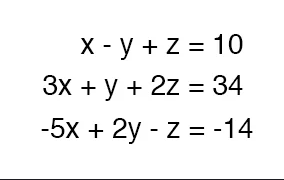 x - y + z = 10
3x + y + 2z = 34
-5x + 2y - z = -14